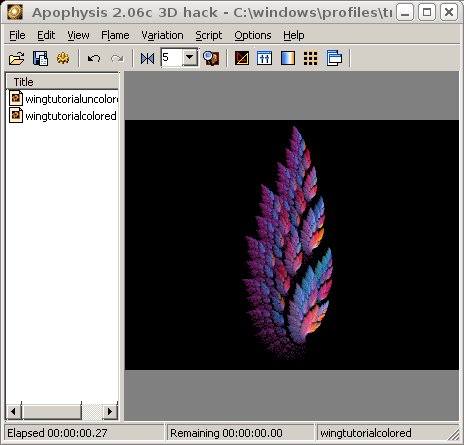 Apophysis 2.06c 3D hack - C:\windows\profiles\
File Edit View Flame Variation Script Options Help
5
Title
wingtutorialuncolore
wingtutorialcolored
Elapsed 00:00:00.27 Remaining 00:00:00.00 wingtutorialcolored